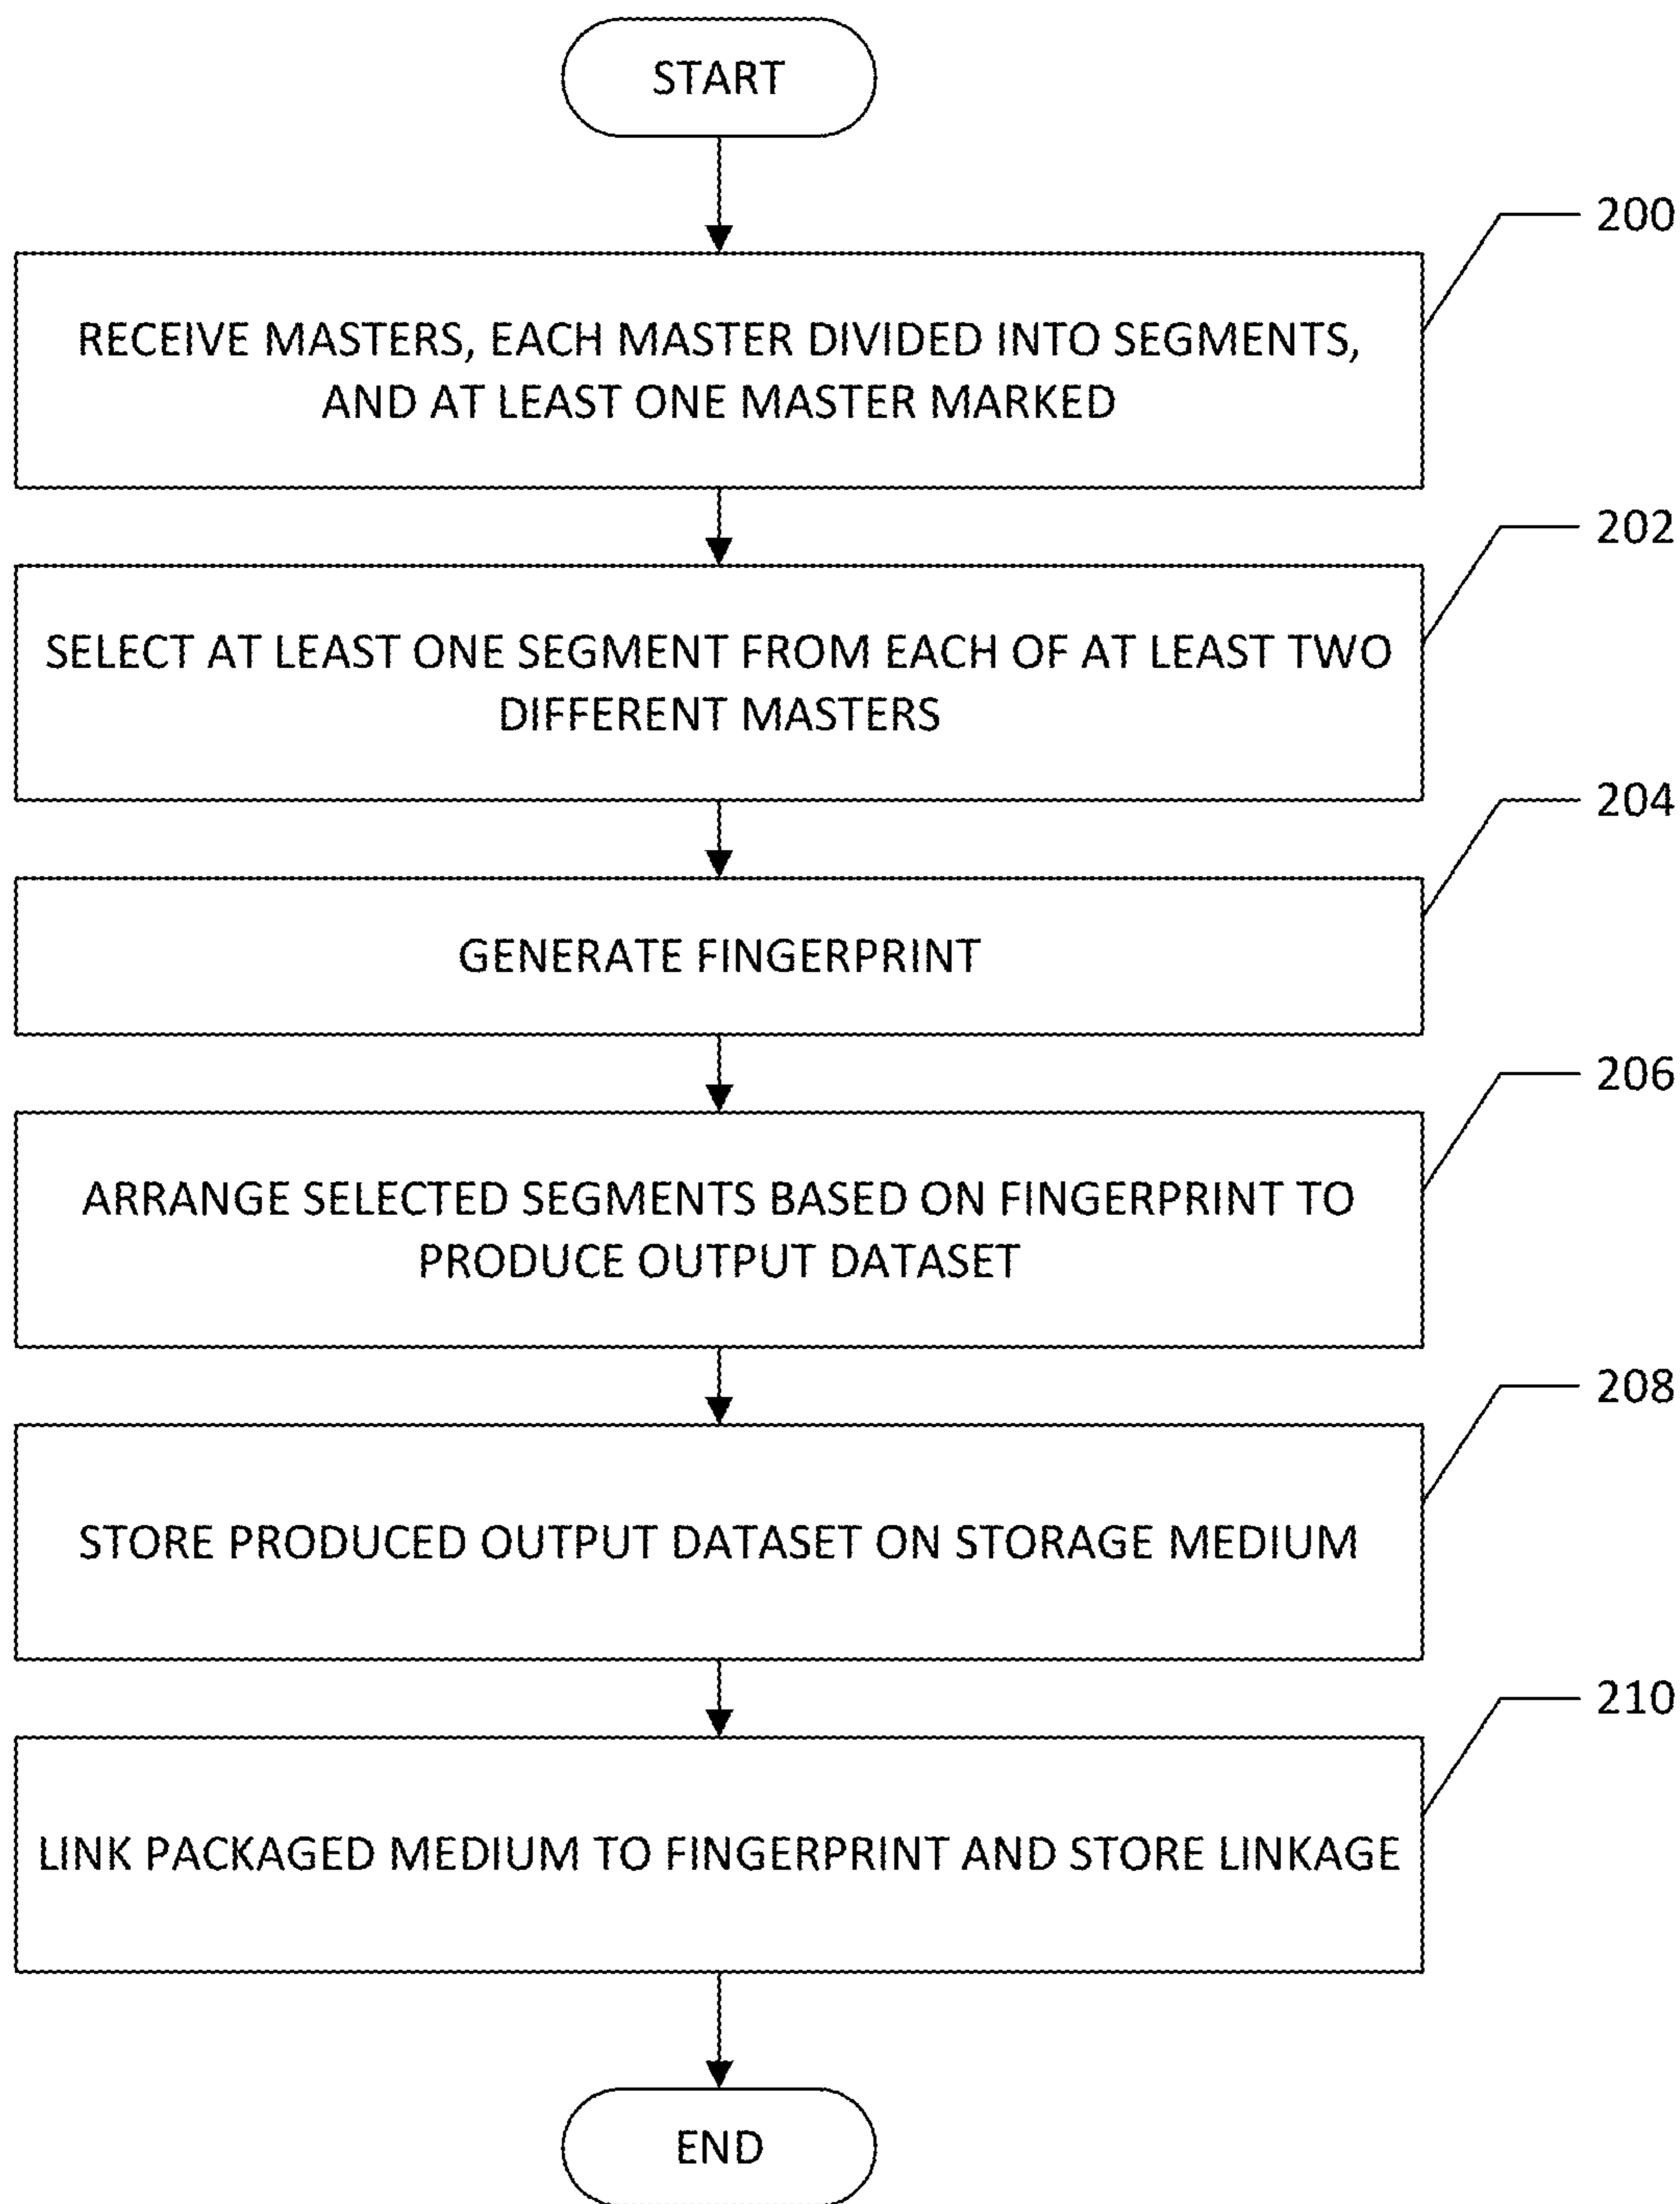 START
200
RECEIVE MASTERS, EACH MASTER DIVIDED INTO SEGMENTS,
AND AT LEAST ONE MASTER MARKED
202
SELECT AT LEAST ONE SEGMENT FROM EACH OF AT LEAST TWO
DIFFERENT MASTERS
204
GENERATE FINGERPRINT
206
ARRANGE SELECTED SEGMENTS BASED ON FINGERPRINT TO
PRODUCE OUTPUT DATASET
208
STORE PRODUCED OUTPUT DATASET ON STORAGE MEDIUM
210
LINK PACKAGED MEDIUM TO FINGERPRINT AND STORE LINKAGE
END